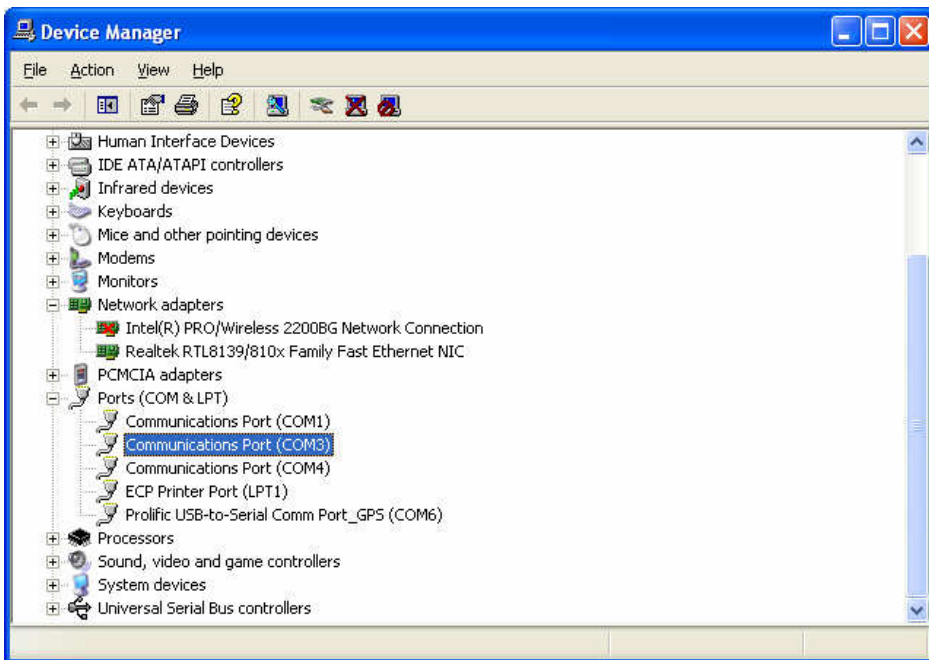 Device Manager
File Action View Help
Human Interface Devices
IDE ATA/ATAPI controllers
Infrared devices
Keyboards
Mice and other pointing devices
Modems
Monitors
Network adapters
Intel(R) PRO/Wireless 2200BG Network Connection
Realtek RTL8139/810x Family Fast Ethernet NIC
PCMCIA adapters
Ports (COM & LPT)
Communications Port (COM1)
Communications Port (COM3)
Communications Port (COM4)
ECP Printer Port (LPT1)
Prolific USB-to-Serial Comm Port_GPS (COM6)
Processors
Sound, video and game controllers
System devices
Universal Serial Bus controllers